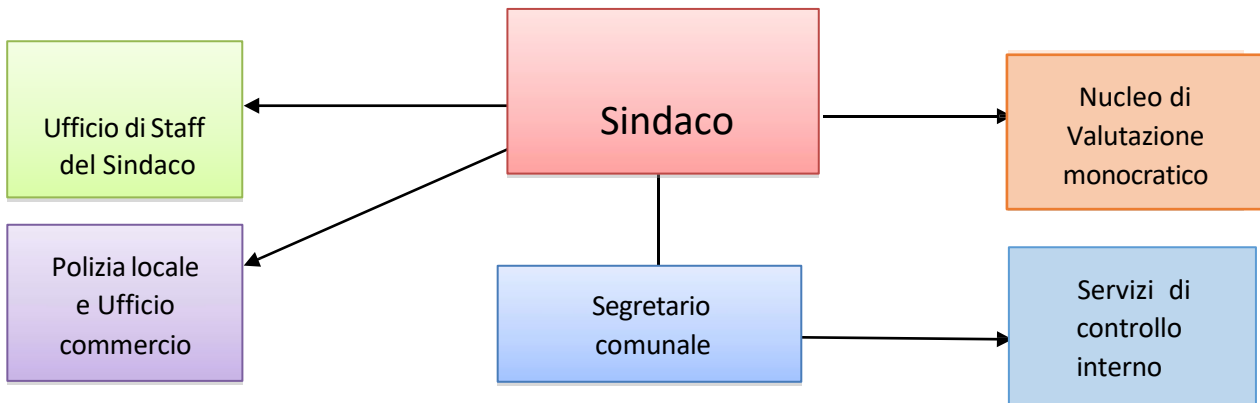 Sindaco
Ufficio di Staff
del Sindaco
Nucleo di
Valutazione
monocratico
Polizia locale
e Ufficio
commercio
Segretario
comunale
Servizi di
controllo
interno